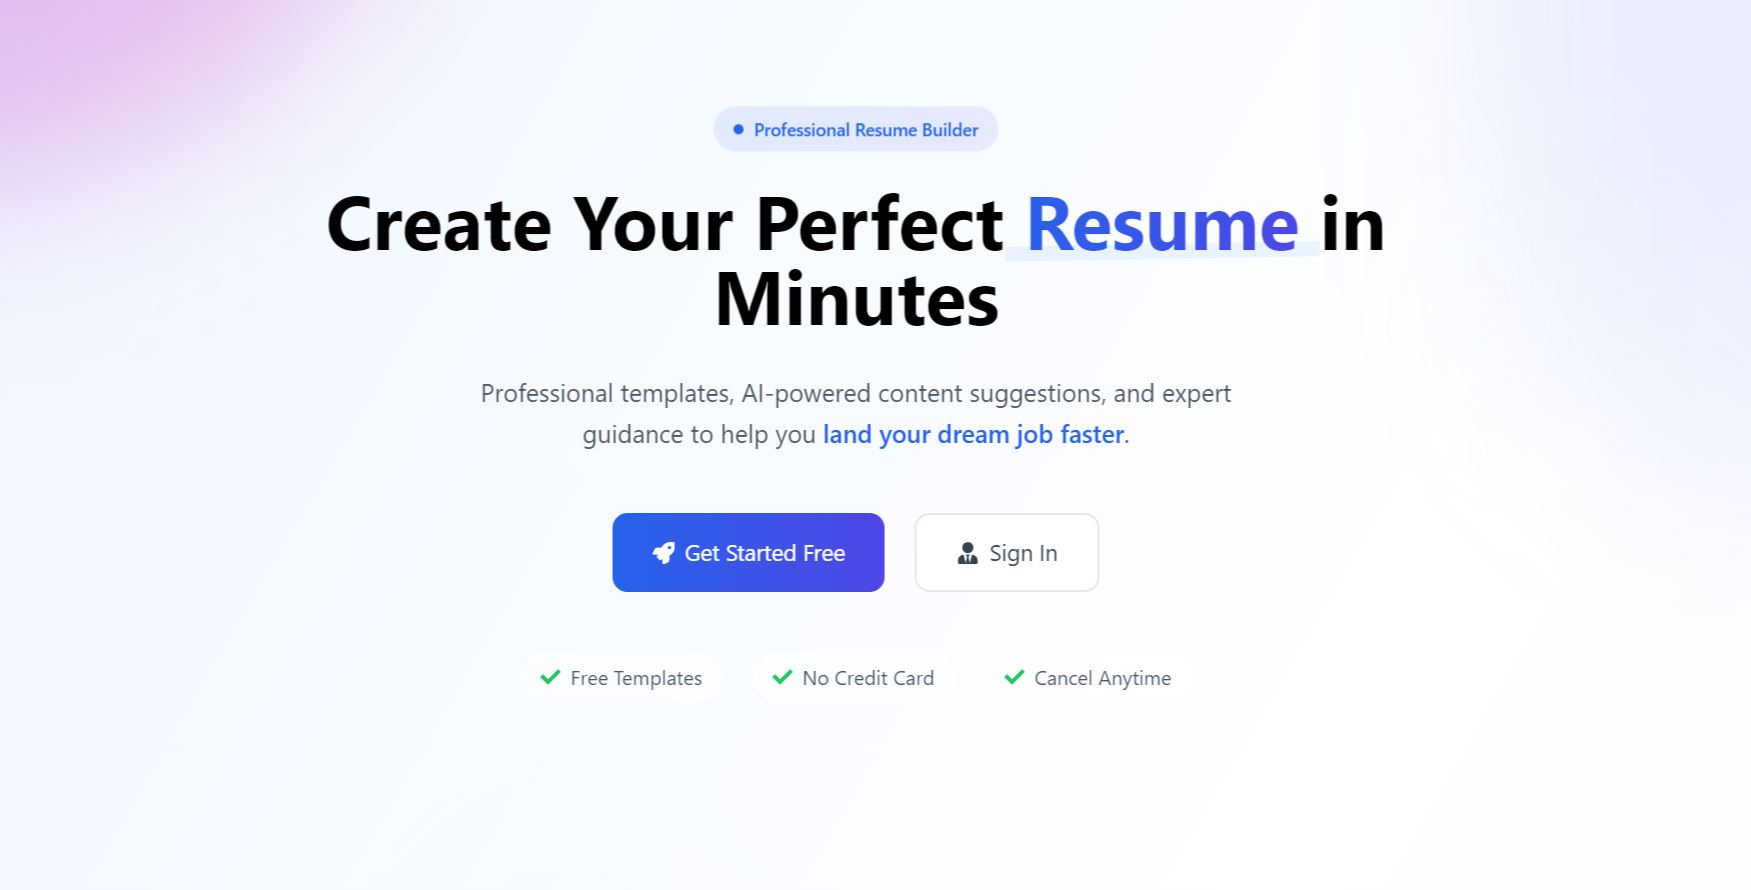 Professional Resume Builder
Create Your Perfect Resume in
Minutes
Professional templates, AI-powered content suggestions, and expert
guidance to help you land your dream job faster.
Get Started Free
Sign In
Free Templates
No Credit Card
Cancel Anytime